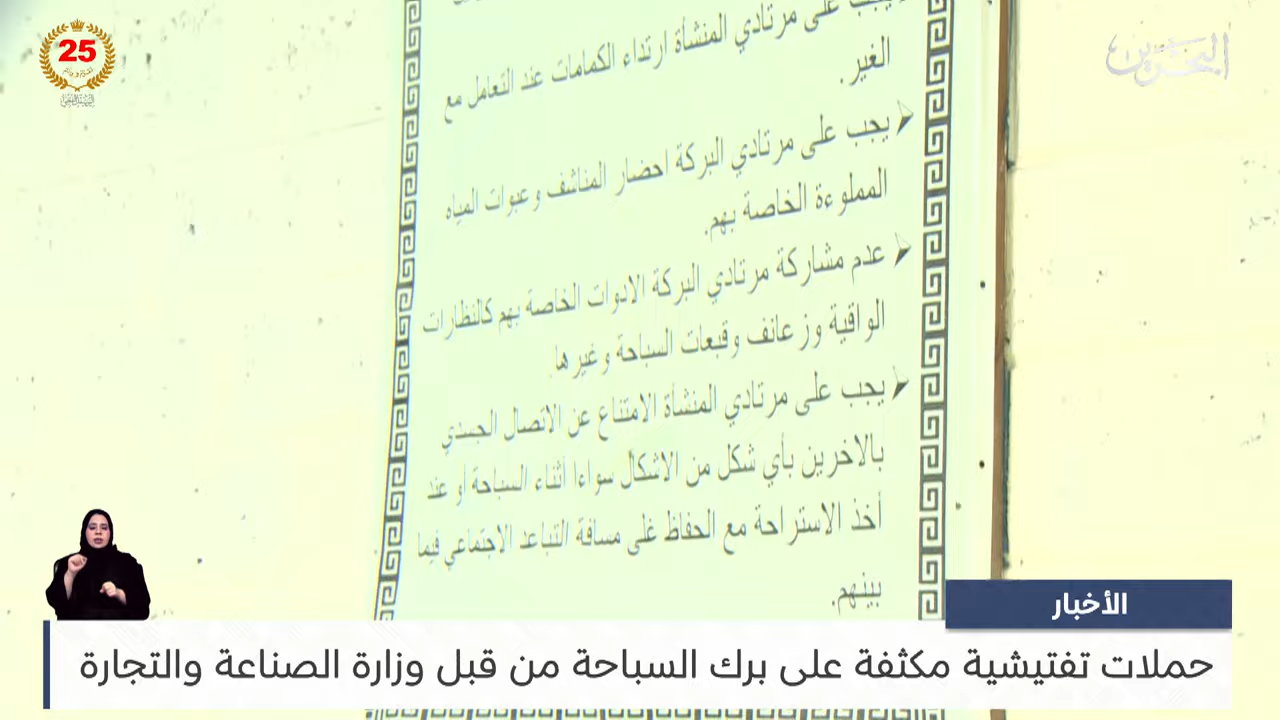 يجب على مرتادي المنشأة ارتداء الكمامات عند التعامل مع
الغير .
يجب على مرتادي البركة احضار المناشف وعبوات المياه
المملوءة الخاصة بهم.
عدم مشاركة مرتادي البركة الادوات الخاصة بهم كالنظارات
الواقية وزعانف وقبعات السباحة وغيرها
يجب على مرتادي المنشأة الامتناع عن الاتصال الجسدي
بالاخرين بأي شكل من الاشكال سواءا أثناء السباحة أو عند
أخذ الاستراحة مع الحفاظ غلى مسافة التباعد الاجتماعي فيما
بينهم.
25
البحرين
الأخبار
حملات تفتيشية مكثفة على برك السباحة من قبل وزارة الصناعة والتجارة